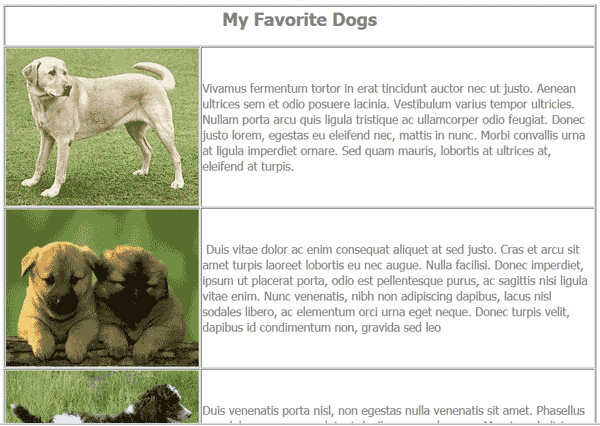 My Favorite Dogs
Vivamus fermentum tortor in erat tincidunt auctor nec ut justo. Aenean
ultrices sem et odio posuere lacinia. Vestibulum varius tempor ultricies.
Nullam porta arcu quis ligula tristique ac ullamcorper odio feugiat. Donec
justo lorem, egestas eu eleifend nec, mattis in nunc. Morbi convallis urna
at ligula imperdiet ornare. Sed quam mauris, lobortis at ultrices at,
eleifend at turpis.
Duis vitae dolor ac enim consequat aliquet at sed justo. Cras et arcu sit
amet turpis laoreet lobortis eu nec augue. Nulla facilisi. Donec imperdiet,
ipsum ut placerat porta, odio est pellentesque purus, ac sagittis nisi ligula
vitae enim. Nunc venenatis, nibh non adipiscing dapibus, lacus nisl
sodales libero, ac elementum orci urna eget neque. Donec turpis velit,
dapibus id condimentum non, gravida sed leo
Duis venenatis porta nisl, non egestas nulla venenatis sit amet. Phasellus